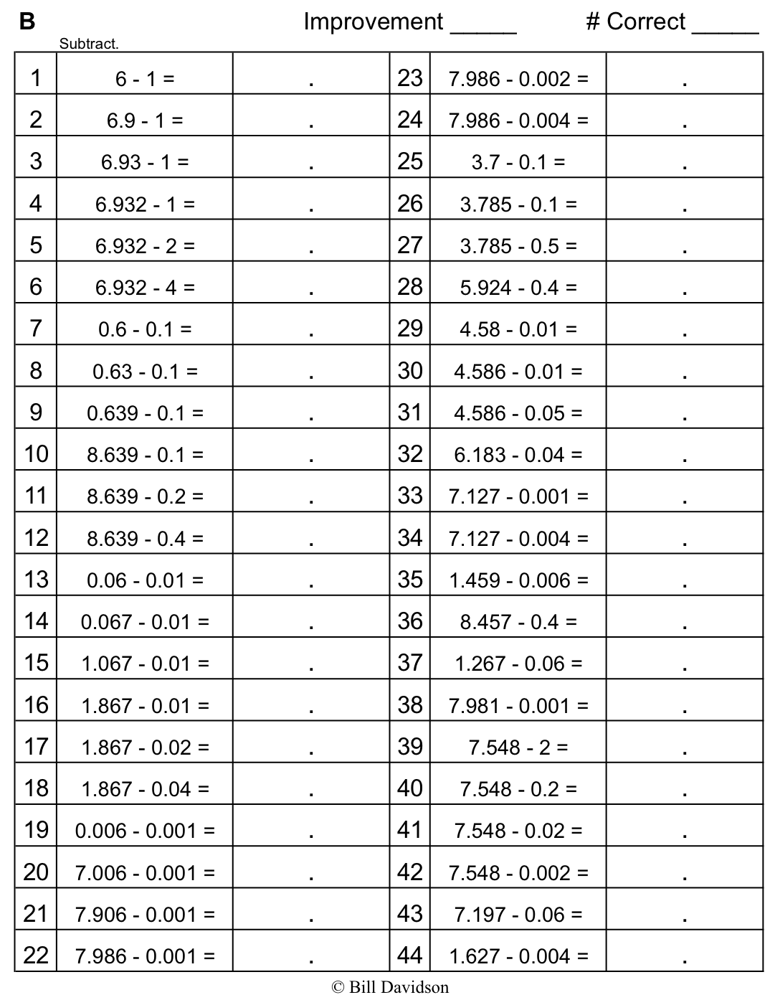 B Improvement _____ # Correct _____
Subtract.
1 6 - 1 = . 23 7.986 - 0.002 = .
2 6.9 - 1 = . 24 7.986 - 0.004 = .
3 6.93 - 1 = . 25 3.7 - 0.1 = .
4 6.932 - 1 = . 26 3.785 - 0.1 = .
5 6.932 - 2 = . 27 3.785 - 0.5 = .
6 6.932 - 4 = . 28 5.924 - 0.4 = .
7 0.6 - 0.1 = . 29 4.58 - 0.01 = .
8 0.63 - 0.1 = . 30 4.586 - 0.01 = .
9 0.639 - 0.1 = . 31 4.586 - 0.05 = .
10 8.639 - 0.1 = . 32 6.183 - 0.04 = .
11 8.639 - 0.2 = . 33 7.127 - 0.001 = .
12 8.639 - 0.4 = . 34 7.127 - 0.004 = .
13 0.06 - 0.01 = . 35 1.459 - 0.006 = .
14 0.067 - 0.01 = . 36 8.457 - 0.4 = .
15 1.067 - 0.01 = . 37 1.267 - 0.06 = .
16 1.867 - 0.01 = . 38 7.981 - 0.001 = .
17 1.867 - 0.02 = . 39 7.548 - 2 = .
18 1.867 - 0.04 = . 40 7.548 - 0.2 = .
19 0.006 - 0.001 = . 41 7.548 - 0.02 = .
20 7.006 - 0.001 = . 42 7.548 - 0.002 = .
21 7.906 - 0.001 = . 43 7.197 - 0.06 = .
22 7.986 - 0.001 = . 44 1.627 - 0.004 = .
© Bill Davidson